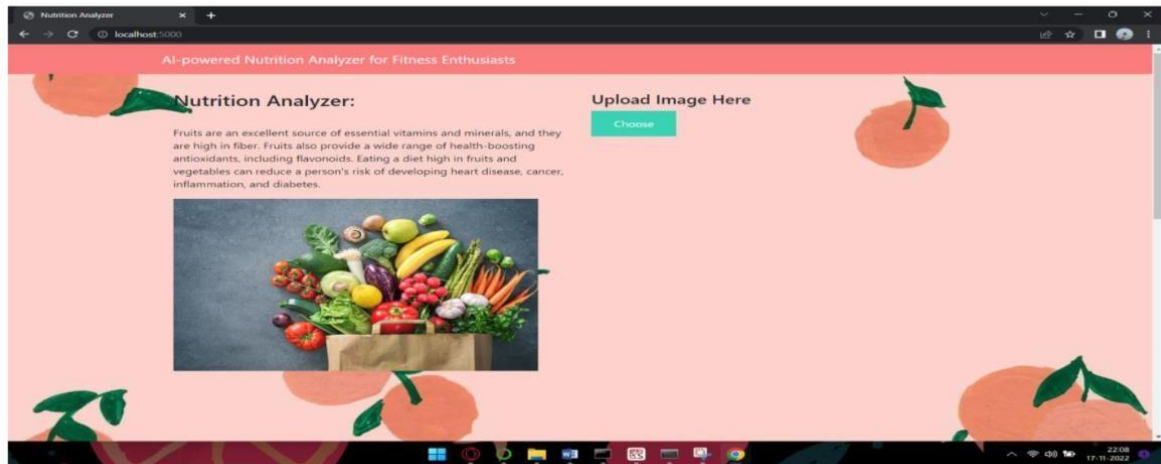 Nutrition Analyzer
localhost:5000
AI-powered Nutrition Analyzer for Fitness Enthusiasts
Nutrition Analyzer:
Fruits are an excellent source of essential vitamins and minerals, and they
are high in fiber. Fruits also provide a wide range of health-boosting
antioxidants, including flavonoids. Eating a diet high in fruits and
vegetables can reduce a person's risk of developing heart disease, cancer,
inflammation, and diabetes.
Upload Image Here
Choose
22:08
17-11-2022